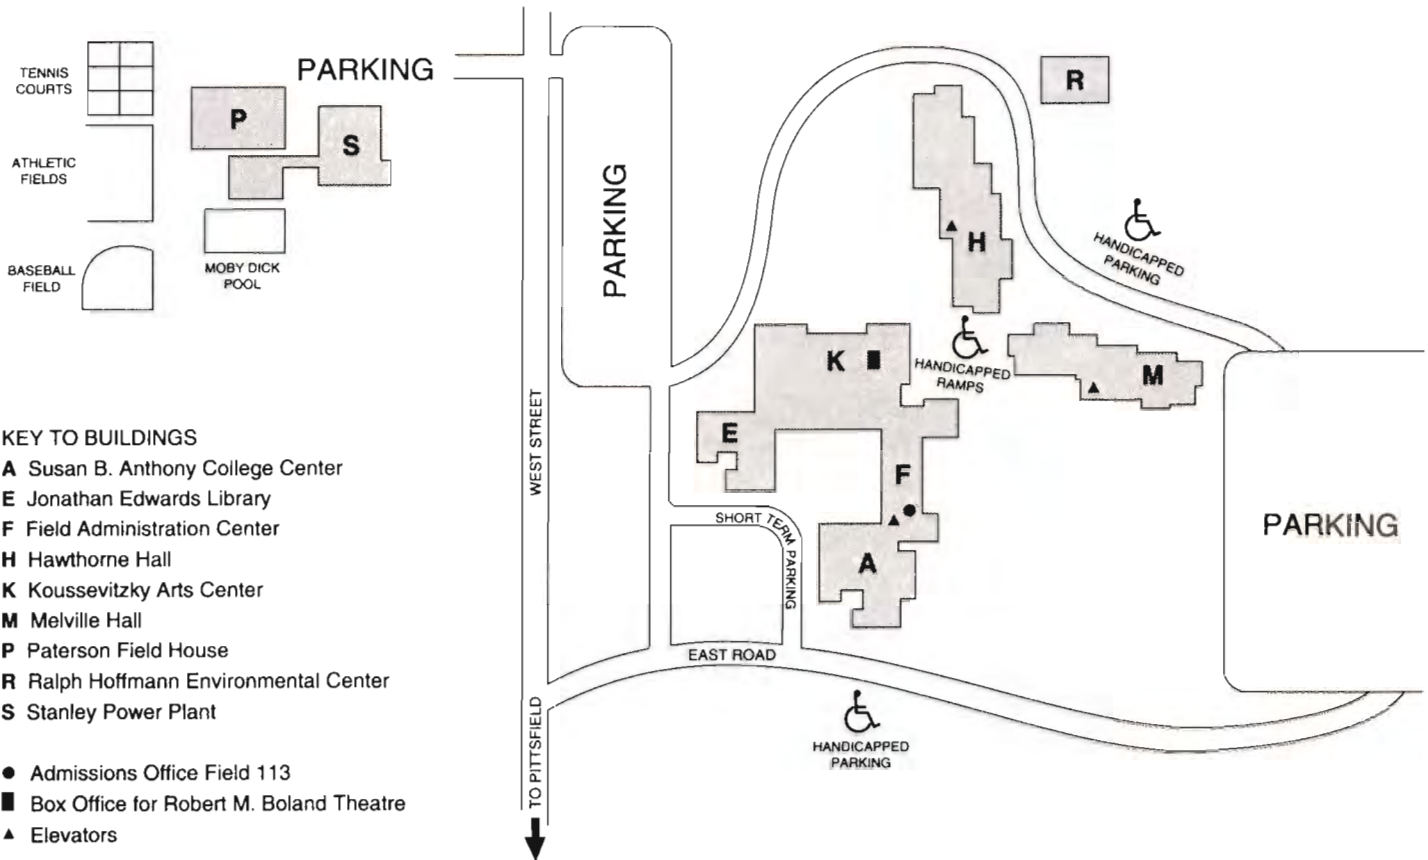 TENNIS
COURTS
PARKING
P
S
R
ATHLETIC
FIELDS
PARKING
H
HANDICAPPED
PARKING
BASEBALL
FIELD
MOBY DICK
POOL
K
HANDICAPPED
RAMPS
M
WEST STREET
E
F
SHORT TERM PARKING
A
PARKING
EAST ROAD
TO PITTSFIELD
HANDICAPPED
PARKING
KEY TO BUILDINGS
A Susan B. Anthony College Center
E Jonathan Edwards Library
F Field Administration Center
H Hawthorne Hall
K Koussevitzky Arts Center
M Melville Hall
P Paterson Field House
R Ralph Hoffmann Environmental Center
S Stanley Power Plant
● Admissions Office Field 113
■ Box Office for Robert M. Boland Theatre
▲ Elevators